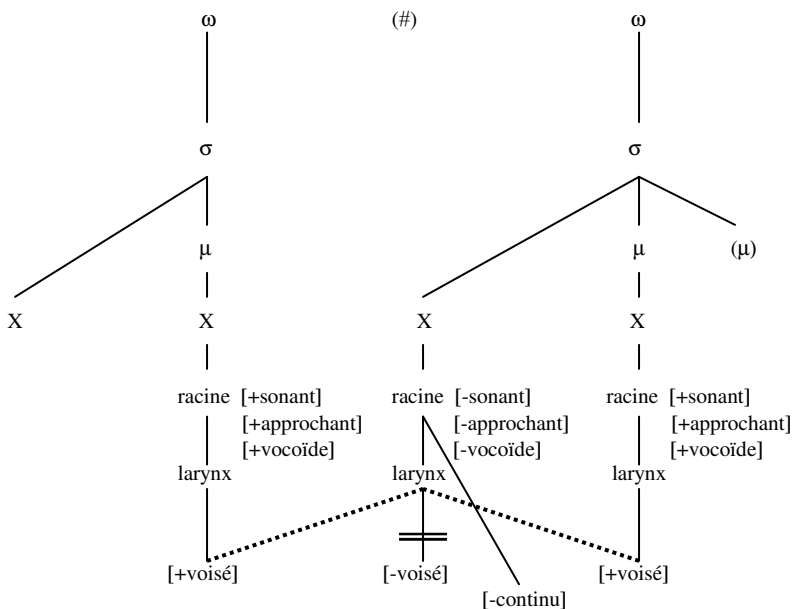 ω (#) ω
σ σ
μ μ (μ)
X X X X
racine [+sonant] racine [-sonant] racine [+sonant]
[+approchant] [-approchant] [+approchant]
[+vocoïde] [-vocoïde] [+vocoïde]
larynx larynx larynx
[+voisé] [-voisé] [+voisé]
[-continu]